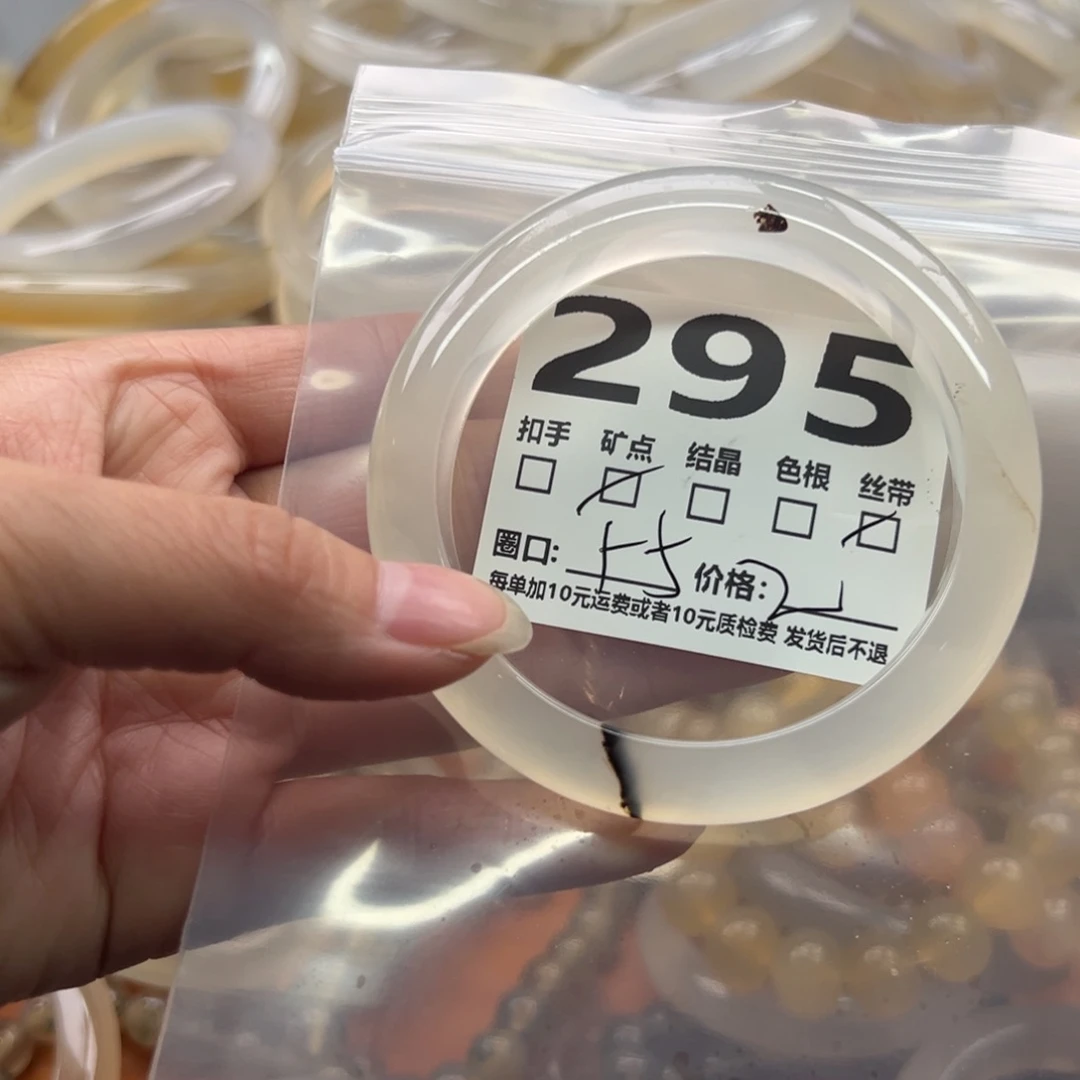 295
扣手 矿点 结晶 色根 丝带
圈口: 价格:
每单加10元运费或者10元质检费 发货后不退